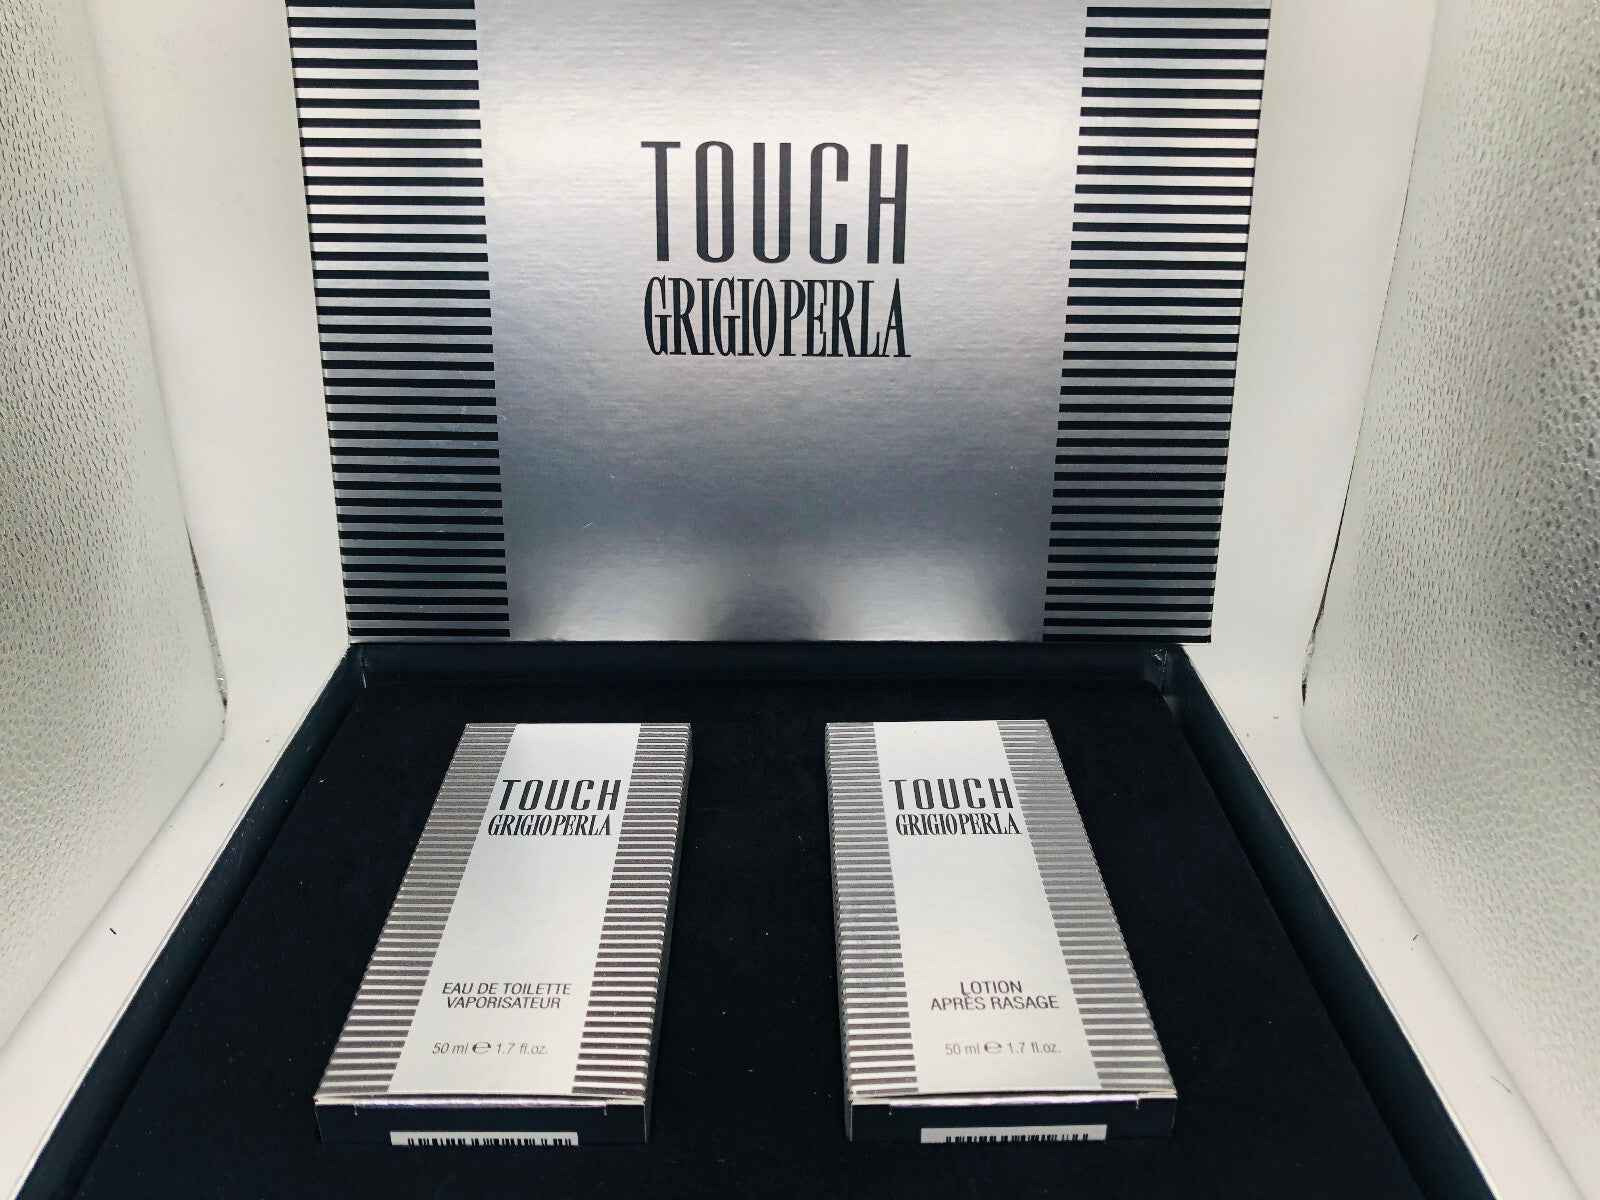 TOUCH
GRIGIOPERLA
TOUCH
GRIGIOPERLA
EAU DE TOILETTE
VAPORISATEUR
50 ml ℮ 1.7 fl.oz.
TOUCH
GRIGIOPERLA
LOTION
APRÈS RASAGE
50 ml ℮ 1.7 fl.oz.